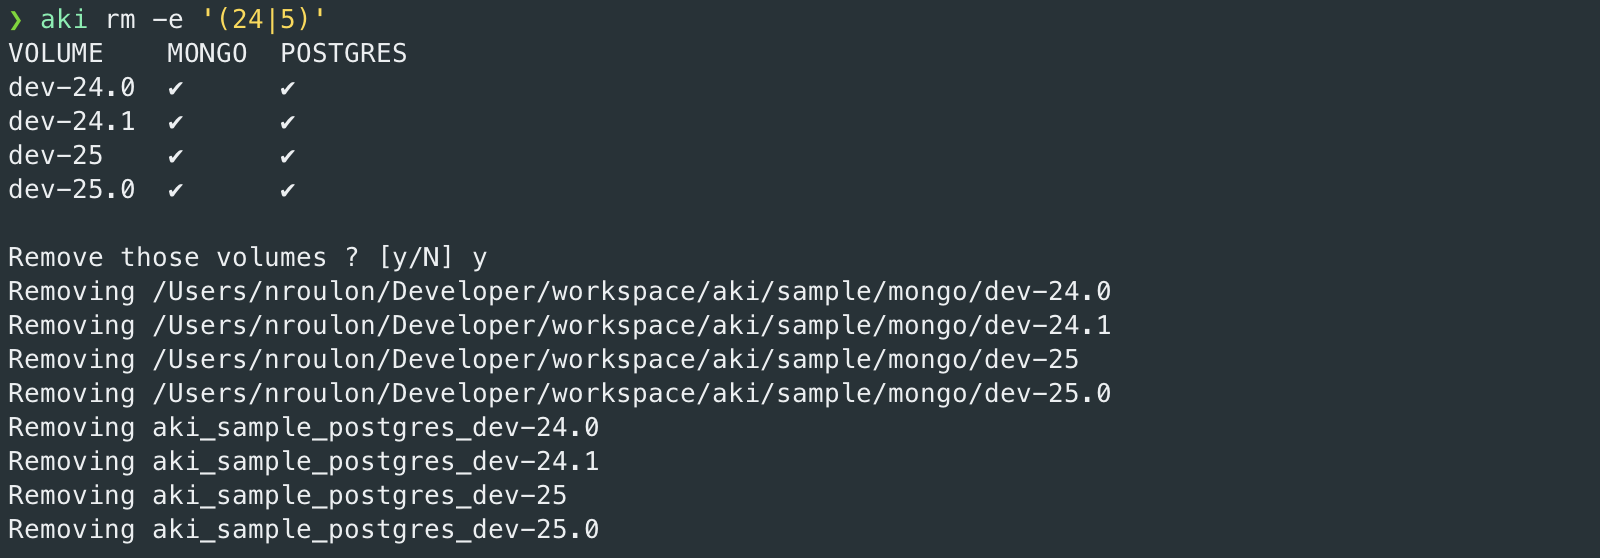 ❯ aki rm -e '(24|5)'
VOLUME    MONGO  POSTGRES
dev-24.0  ✔      ✔
dev-24.1  ✔      ✔
dev-25    ✔      ✔
dev-25.0  ✔      ✔

Remove those volumes ? [y/N] y
Removing /Users/nroulon/Developer/workspace/aki/sample/mongo/dev-24.0
Removing /Users/nroulon/Developer/workspace/aki/sample/mongo/dev-24.1
Removing /Users/nroulon/Developer/workspace/aki/sample/mongo/dev-25
Removing /Users/nroulon/Developer/workspace/aki/sample/mongo/dev-25.0
Removing aki_sample_postgres_dev-24.0
Removing aki_sample_postgres_dev-24.1
Removing aki_sample_postgres_dev-25
Removing aki_sample_postgres_dev-25.0